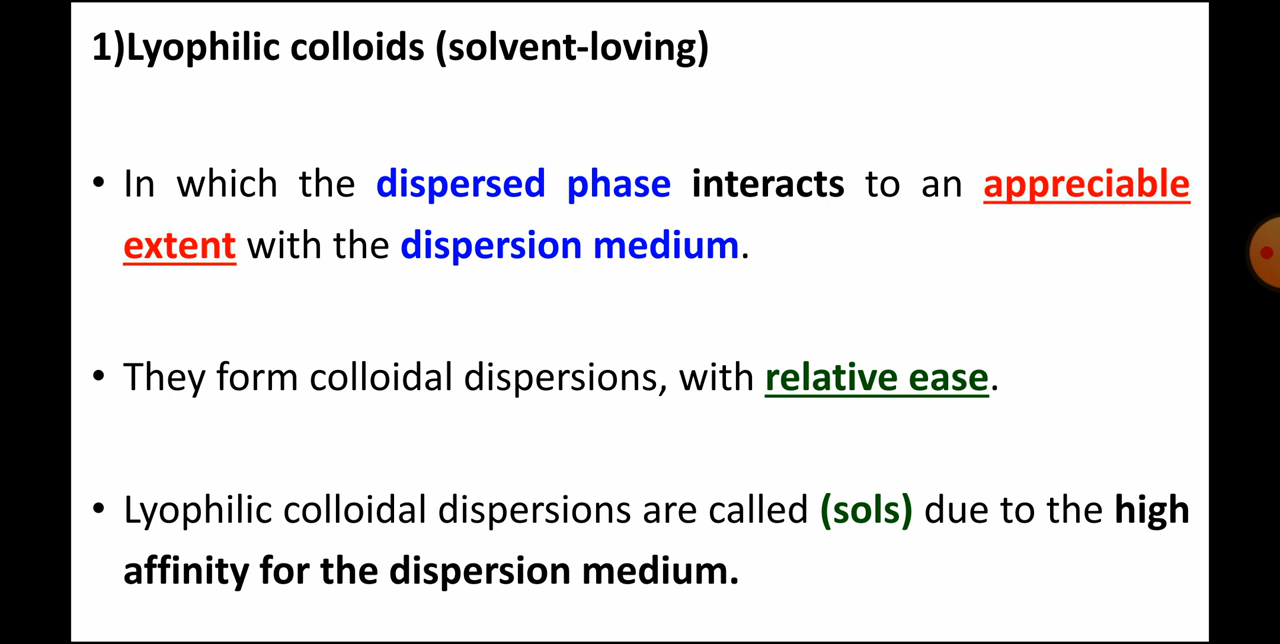 1)Lyophilic colloids (solvent-loving)
• In which the dispersed phase interacts to an appreciable
extent with the dispersion medium.
• They form colloidal dispersions, with relative ease.
• Lyophilic colloidal dispersions are called (sols) due to the high
affinity for the dispersion medium.